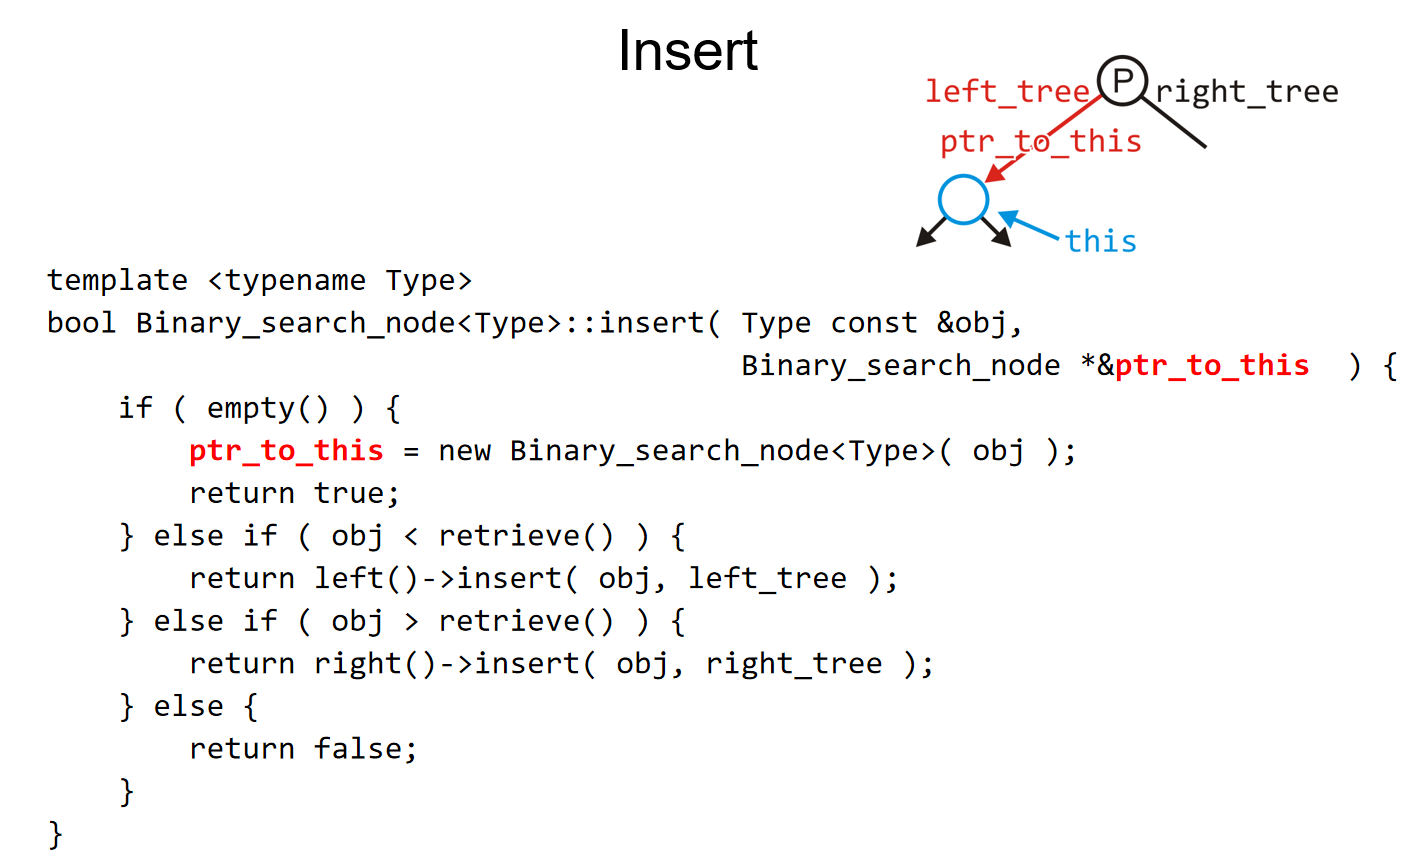 Insert
P
left_tree
right_tree
ptr_to_this
this
template <typename Type>
bool Binary_search_node<Type>::insert( Type const &obj,
                                       Binary_search_node *&ptr_to_this  ) {
    if ( empty() ) {
        ptr_to_this = new Binary_search_node<Type>( obj );
        return true;
    } else if ( obj < retrieve() ) {
        return left()->insert( obj, left_tree );
    } else if ( obj > retrieve() ) {
        return right()->insert( obj, right_tree );
    } else {
        return false;
    }
}